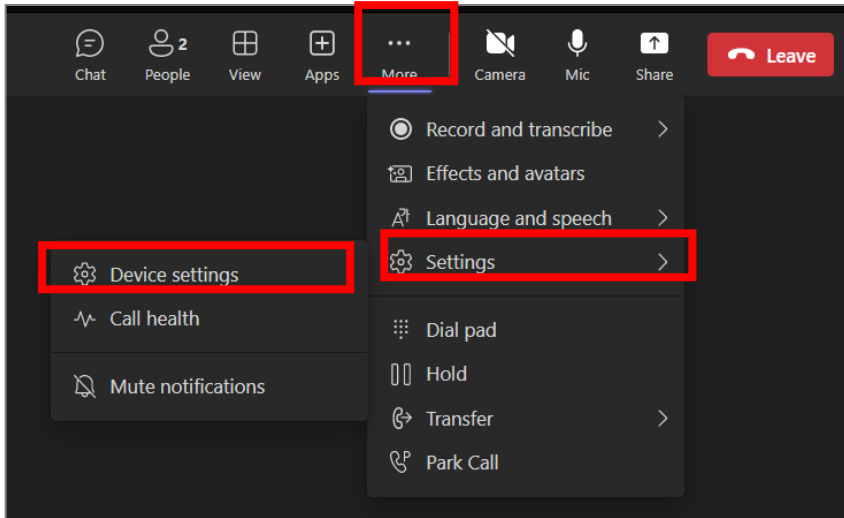 2
Chat People View Apps More Camera Mic Share Leave
Record and transcribe
Effects and avatars
Language and speech
Settings
Device settings
Call health
Mute notifications
Dial pad
Hold
Transfer
Park Call